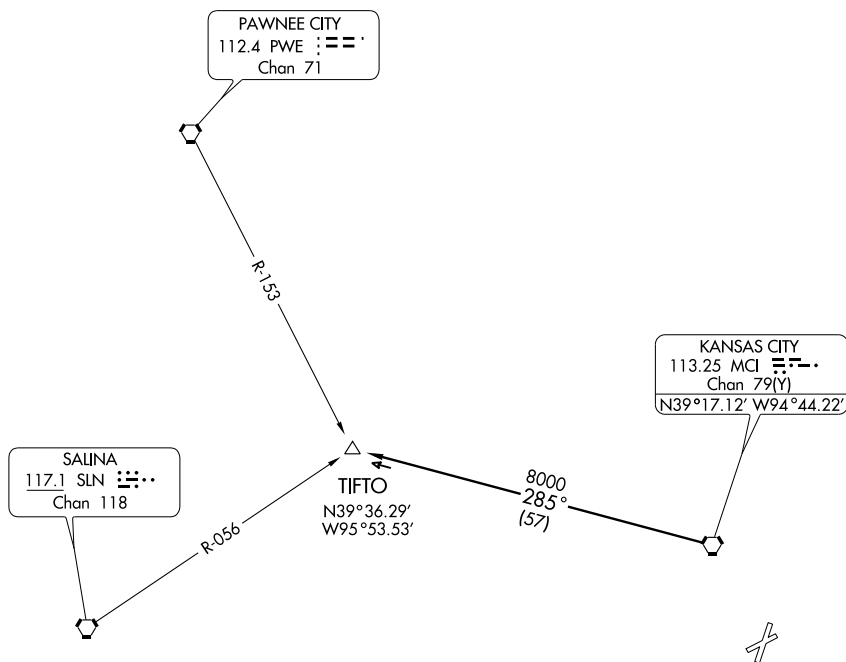 PAWNEE CITY
112.4 PWE
Chan 71
R-153
KANSAS CITY
113.25 MCI
Chan 79(Y)
N39°17.12' W94°44.22'
SALINA
117.1 SLN
Chan 118
R-056
TIFTO
N39°36.29'
W95°53.53'
8000
285°
(57)